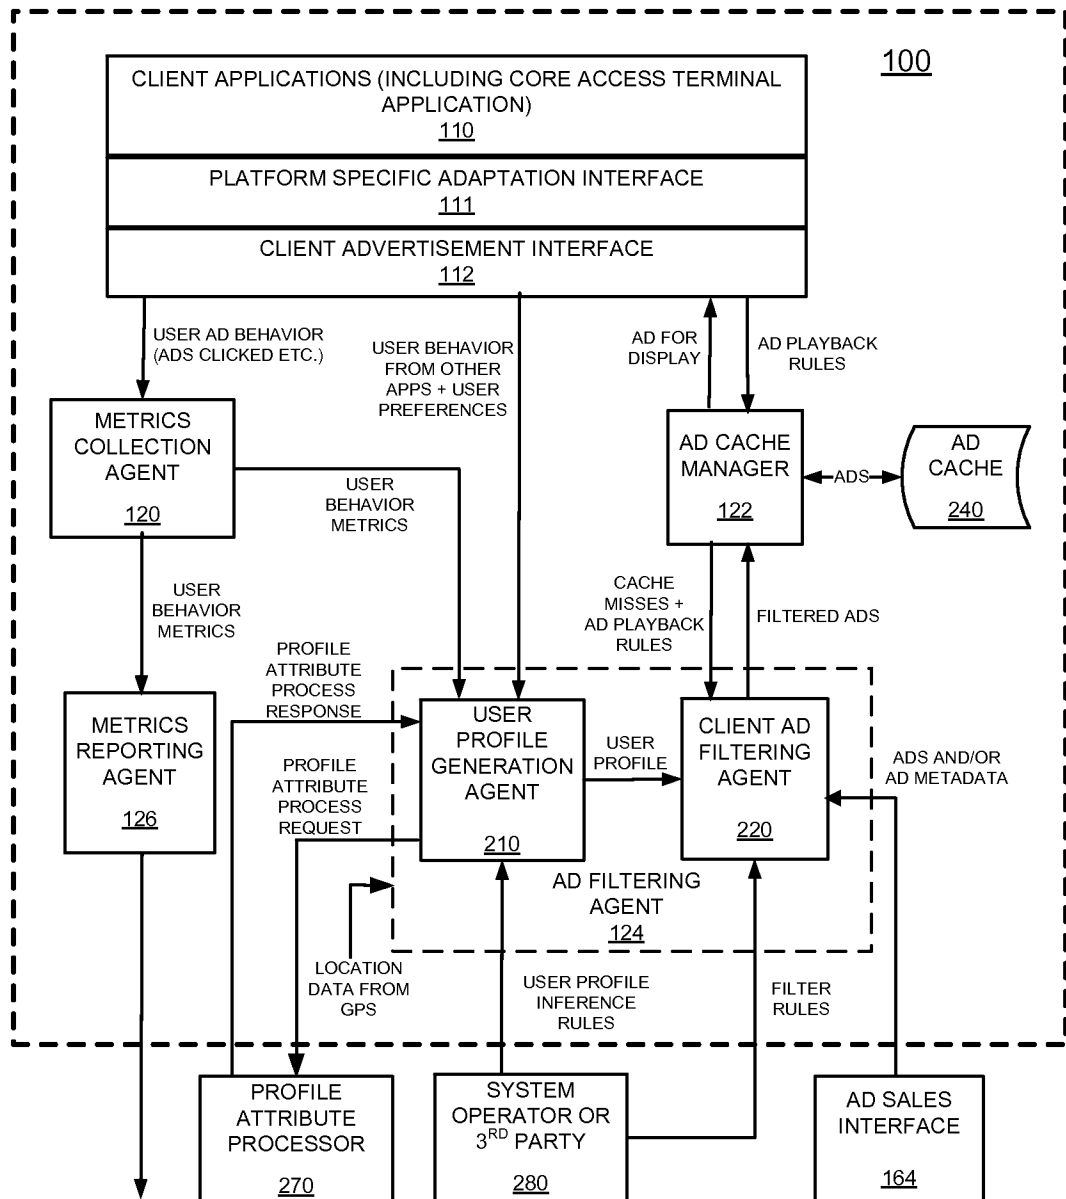 100
CLIENT APPLICATIONS (INCLUDING CORE ACCESS TERMINAL
APPLICATION)
110
PLATFORM SPECIFIC ADAPTATION INTERFACE
111
CLIENT ADVERTISEMENT INTERFACE
112
USER AD BEHAVIOR
(ADS CLICKED ETC.)
USER BEHAVIOR
FROM OTHER
APPS + USER
PREFERENCES
AD FOR
DISPLAY
AD PLAYBACK
RULES
METRICS
COLLECTION
AGENT
120
USER
BEHAVIOR
METRICS
AD CACHE
MANAGER
122
ADS
AD
CACHE
240
USER
BEHAVIOR
METRICS
CACHE
MISSES +
AD PLAYBACK
RULES
FILTERED ADS
PROFILE
ATTRIBUTE
PROCESS
RESPONSE
METRICS
REPORTING
AGENT
126
PROFILE
ATTRIBUTE
PROCESS
REQUEST
USER
PROFILE
GENERATION
AGENT
210
USER
PROFILE
CLIENT AD
FILTERING
AGENT
220
ADS AND/OR
AD METADATA
AD FILTERING
AGENT
124
LOCATION
DATA FROM
GPS
USER PROFILE
INFERENCE
RULES
FILTER
RULES
PROFILE
ATTRIBUTE
PROCESSOR
270
SYSTEM
OPERATOR OR
3RD PARTY
280
AD SALES
INTERFACE
164